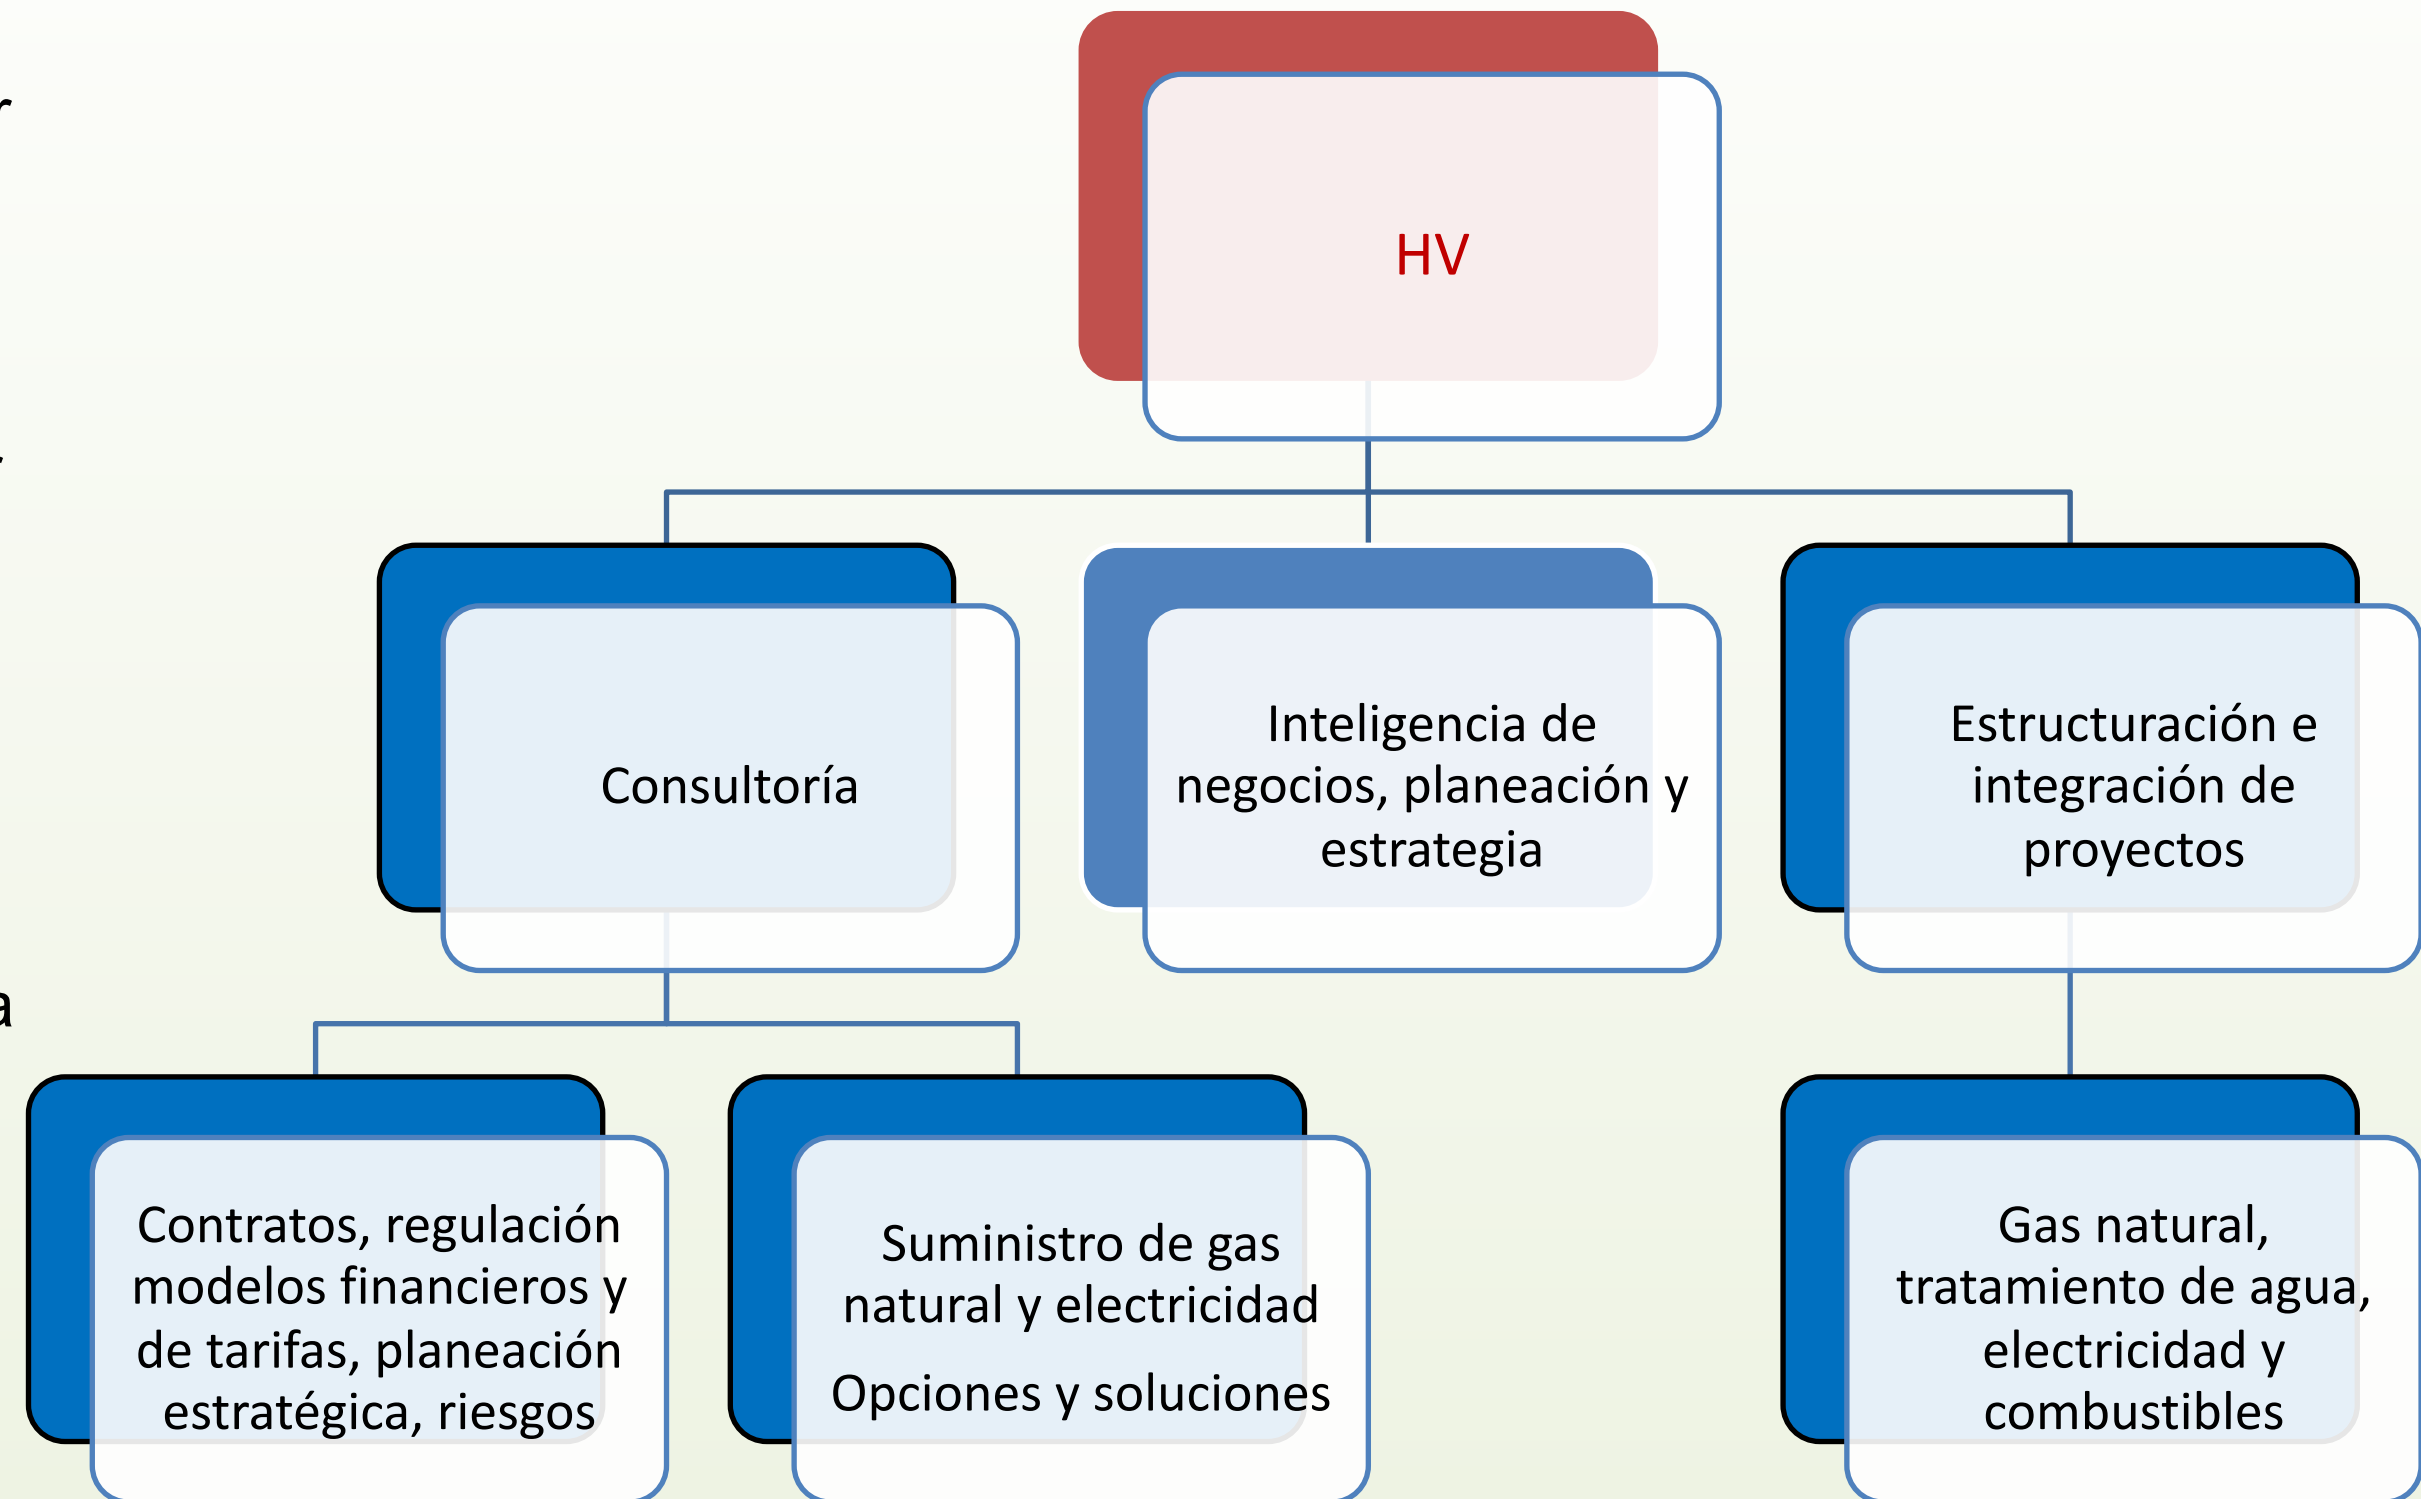 HV
Consultoría
Inteligencia de
negocios, planeación y
estrategia
Estructuración e
integración de
proyectos
Contratos, regulación
modelos financieros y
de tarifas, planeación
estratégica, riesgos
Suministro de gas
natural y electricidad
Opciones y soluciones
Gas natural,
tratamiento de agua,
electricidad y
combustibles